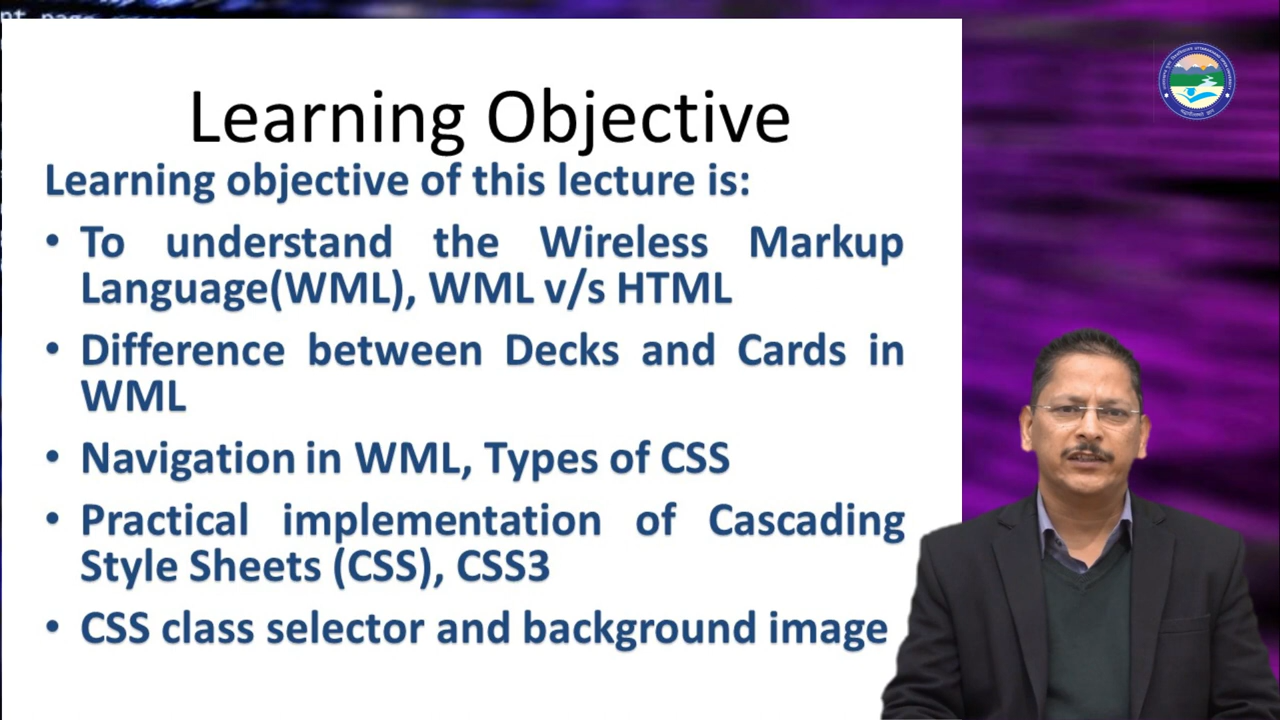 Learning Objective
Learning objective of this lecture is:
• To understand the Wireless Markup
Language(WML), WML v/s HTML
• Difference between Decks and Cards in
WML
• Navigation in WML, Types of CSS
• Practical implementation of Cascading
Style Sheets (CSS), CSS3
• CSS class selector and background image